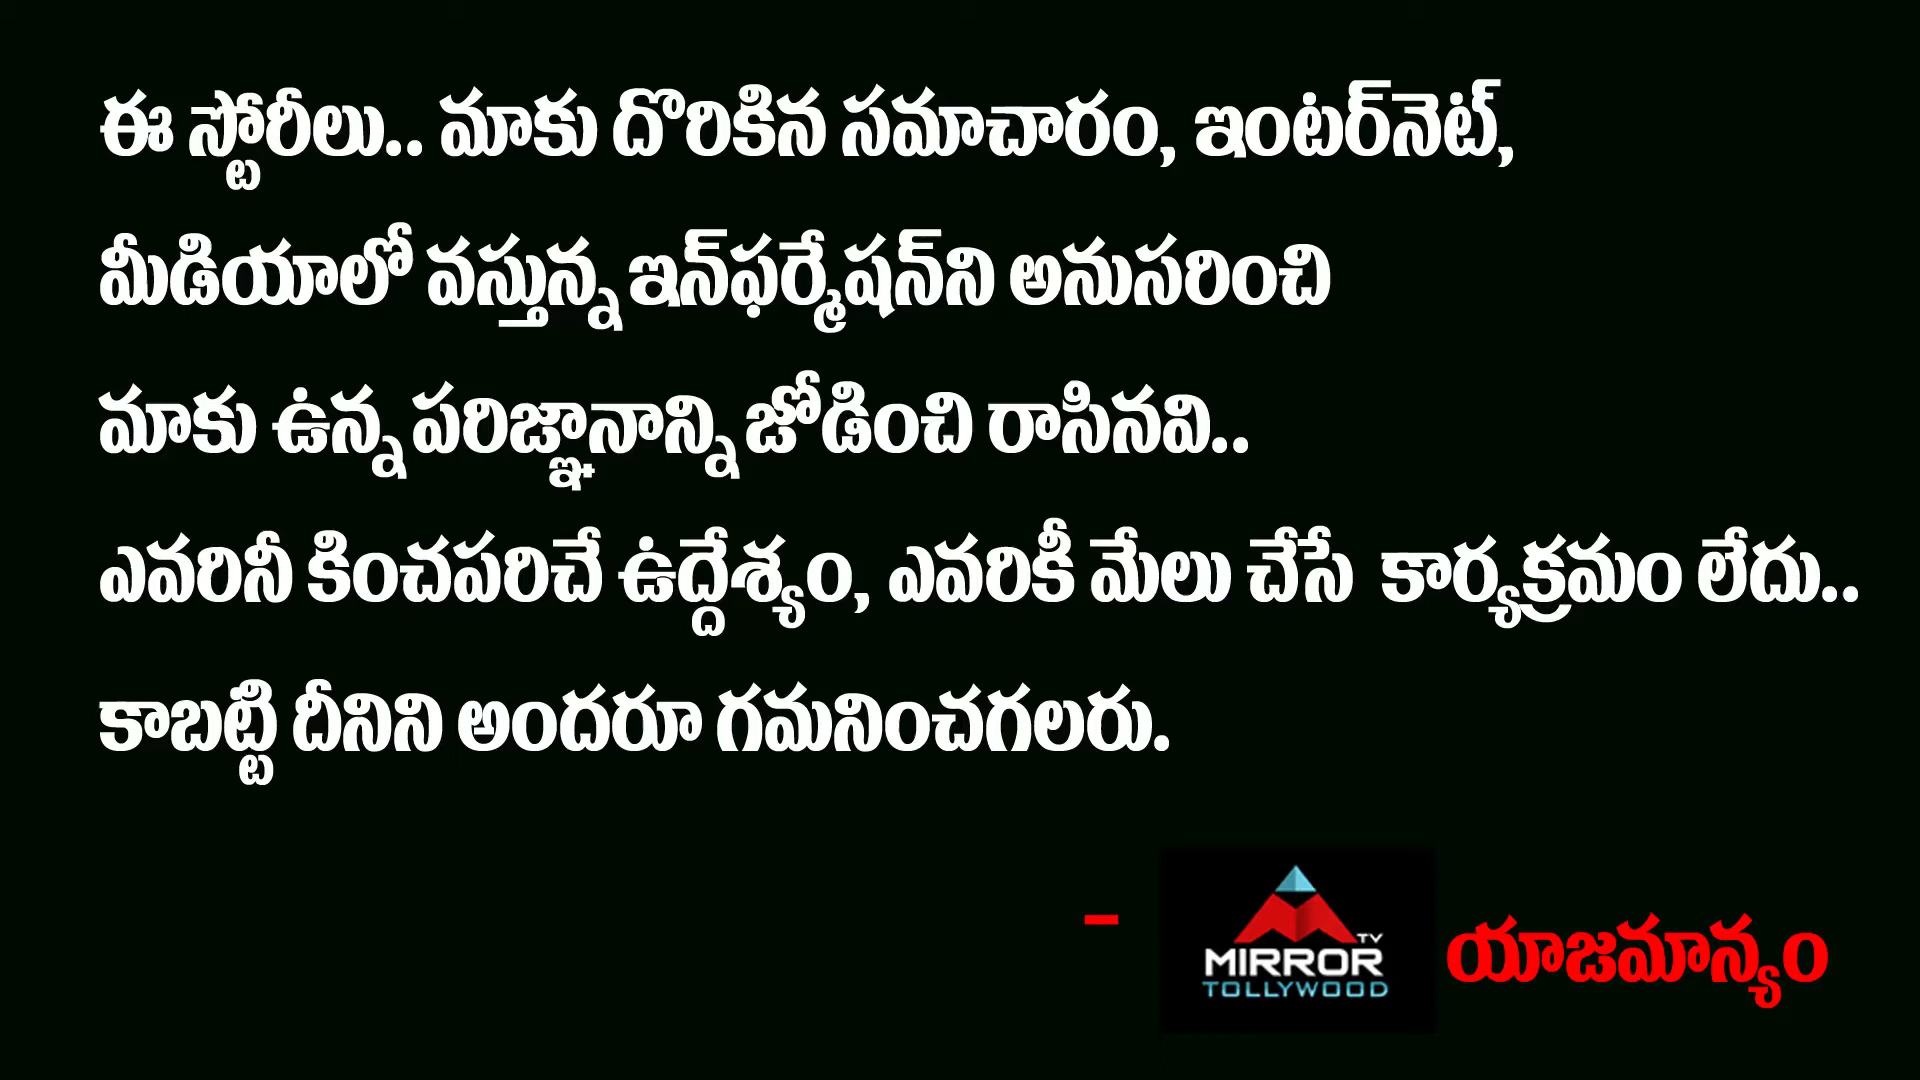 ఈ స్టోరీలు.. మాకు దొరికిన సమాచారం, ఇంటర్‌నెట్,
మీడియాలో వస్తున్న ఇన్‌ఫర్మేషన్‌ని అనుసరించి
మాకు ఉన్న పరిజ్ఞానాన్ని జోడించి రాసినవి..
ఎవరినీ కించపరిచే ఉద్దేశ్యం, ఎవరికీ మేలు చేసే కార్యక్రమం లేదు..
కాబట్టి దీనిని అందరూ గమనించగలరు.
- MIRROR TV TOLLYWOOD యాజమాన్యం